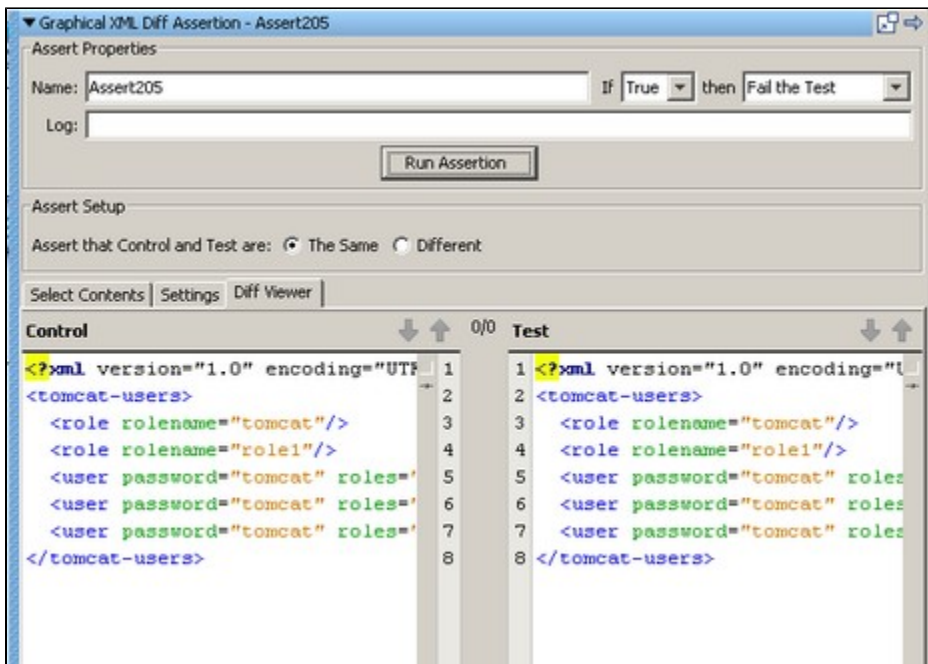 Graphical XML Diff Assertion - Assert205
Assert Properties
Name: Assert205 If True then Fail the Test
Log:
Run Assertion
Assert Setup
Assert that Control and Test are: The Same Different
Select Contents Settings Diff Viewer
Control 0/0 Test
<?xml version="1.0" encoding="UTF 1 1 <?xml version="1.0" encoding="U
<tomcat-users> 2 2 <tomcat-users>
<role rolename="tomcat"/> 3 3 <role rolename="tomcat"/>
<role rolename="role1"/> 4 4 <role rolename="role1"/>
<user password="tomcat" roles=" 5 5 <user password="tomcat" roles
<user password="tomcat" roles=" 6 6 <user password="tomcat" roles
<user password="tomcat" roles=" 7 7 <user password="tomcat" roles
</tomcat-users> 8 8 </tomcat-users>